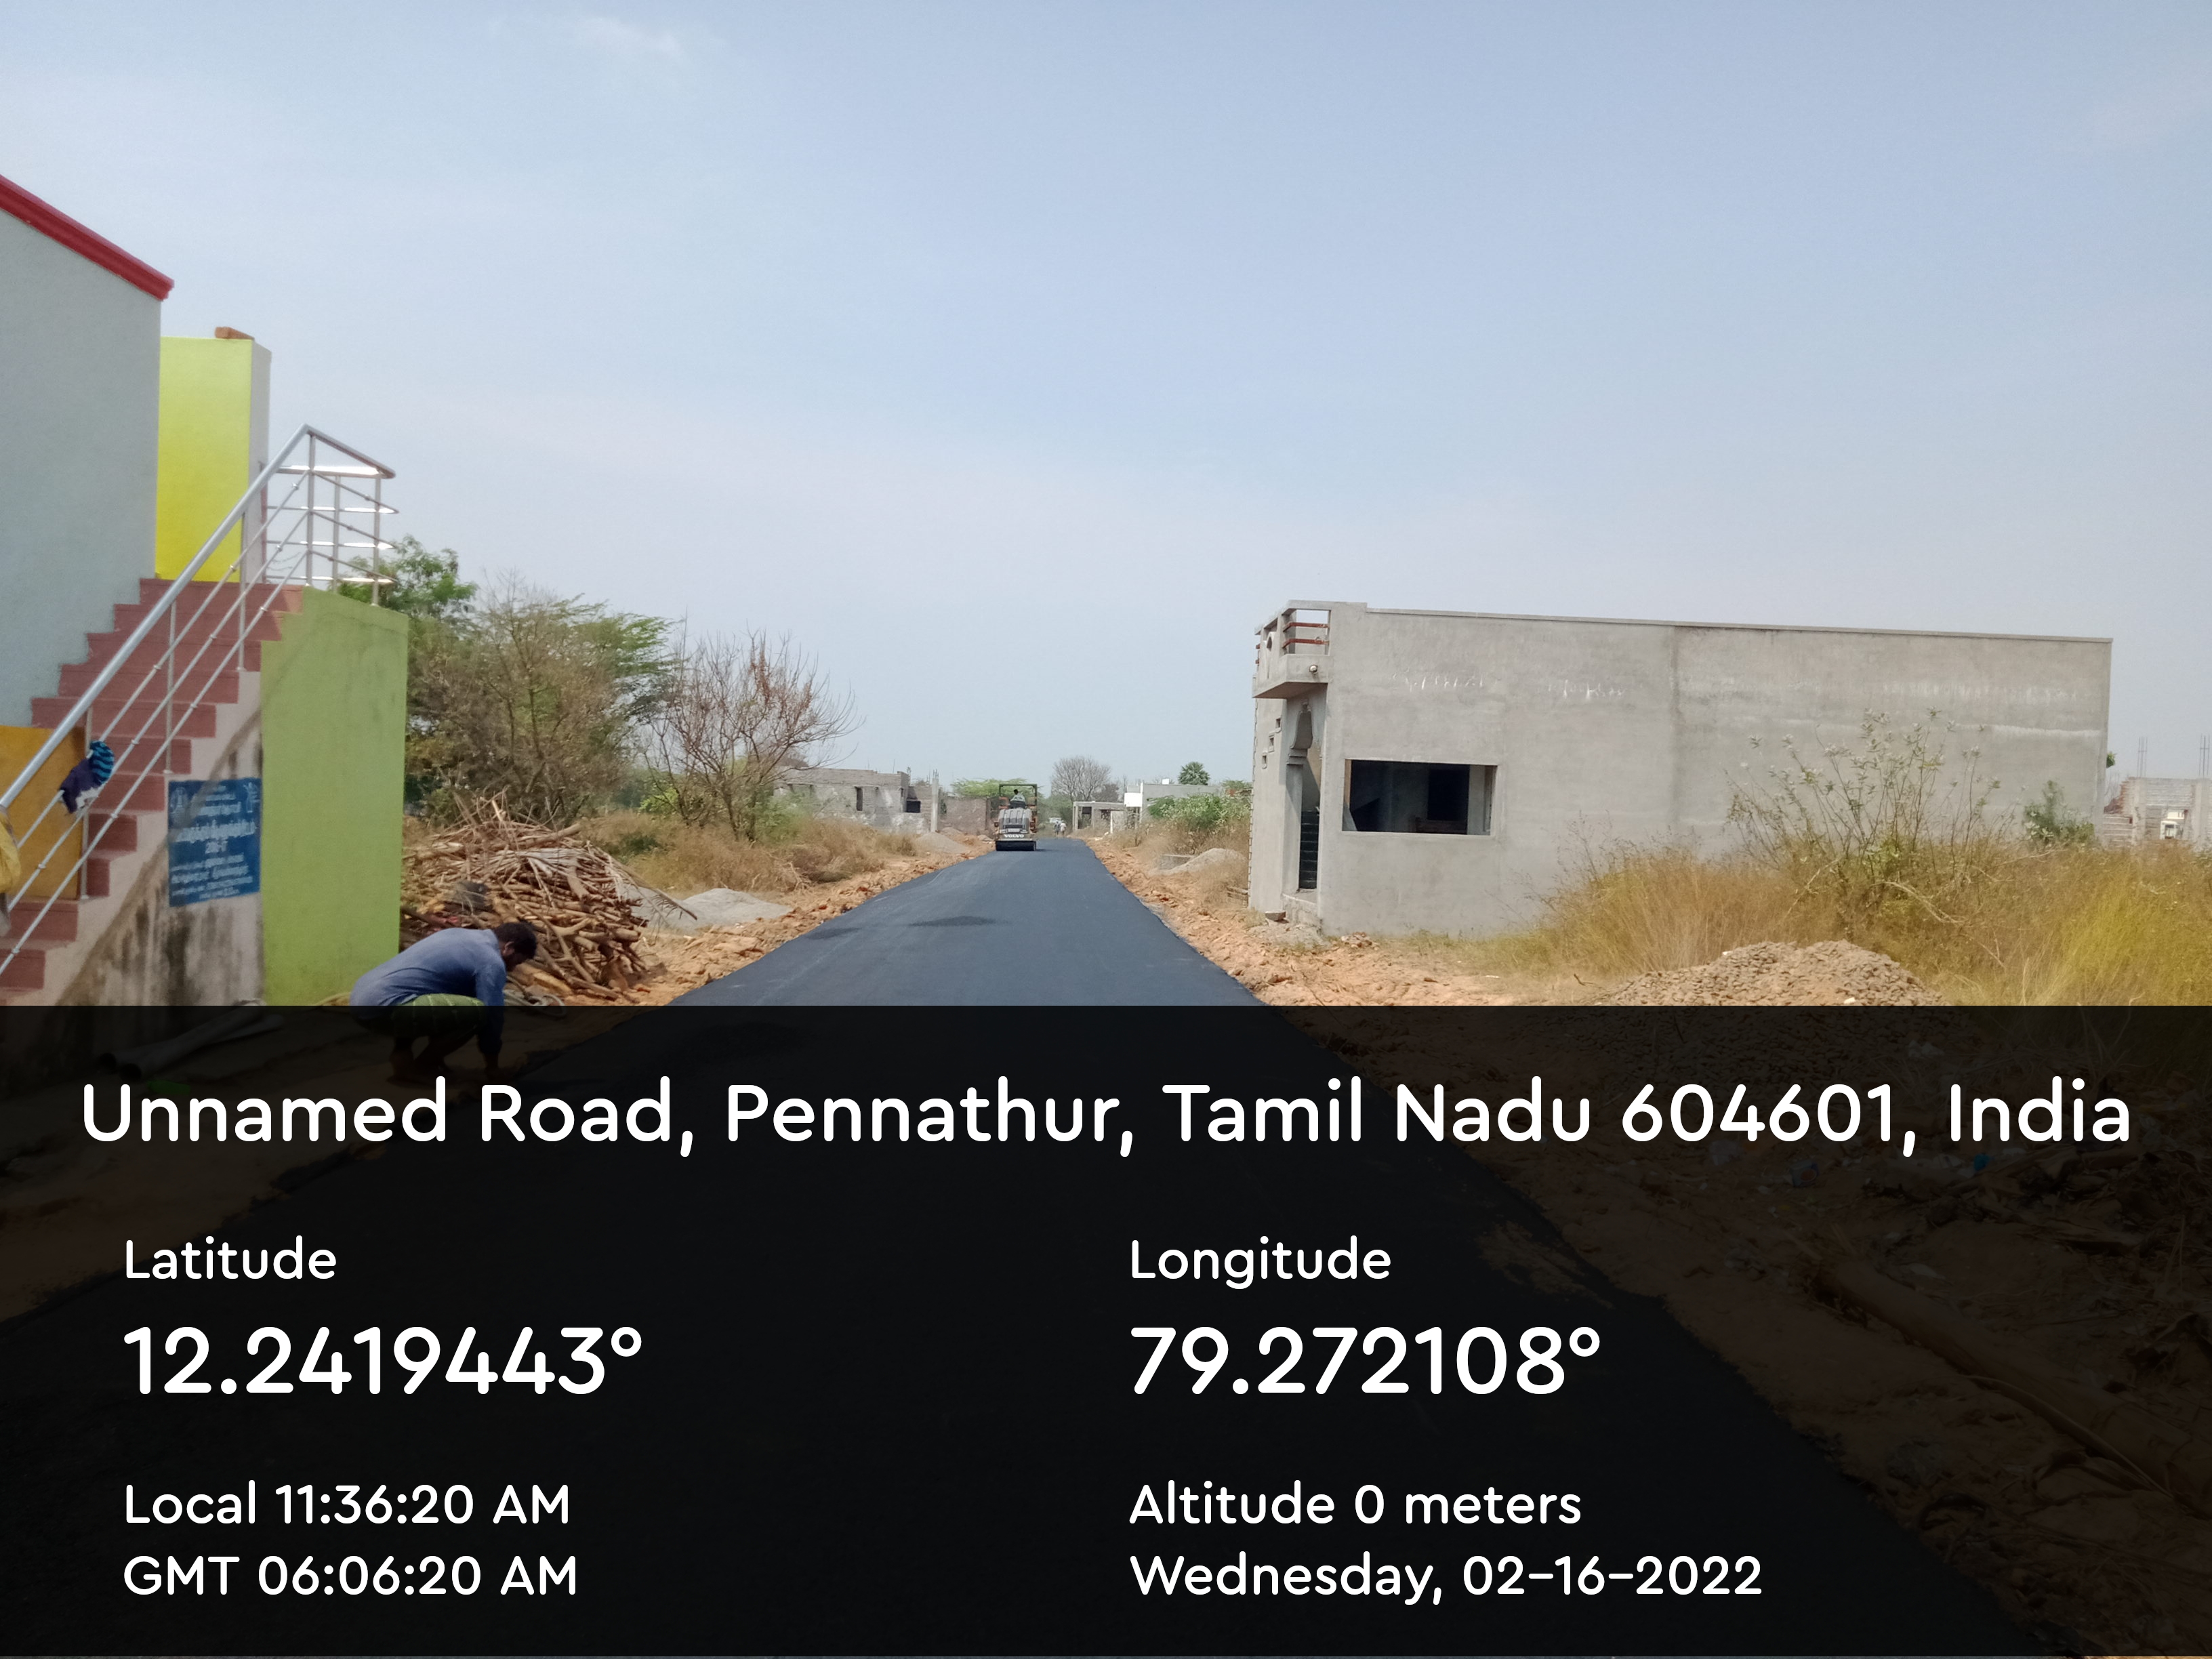 VOLVO
Unnamed Road, Pennathur, Tamil Nadu 604601, India
Latitude
12.2419443°
Longitude
79.272108°
Local 11:36:20 AM
GMT 06:06:20 AM
Altitude 0 meters
Wednesday, 02-16-2022